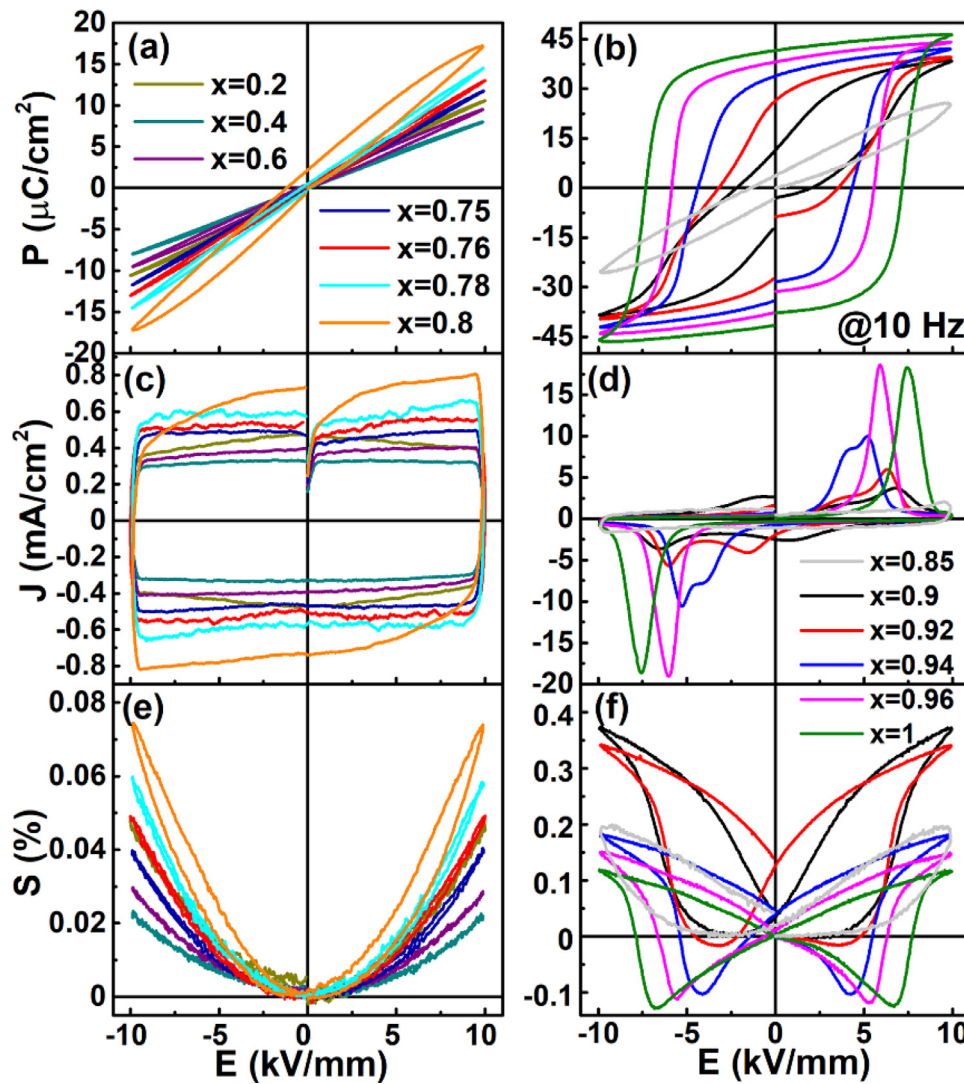 (a)
x=0.2
x=0.4
x=0.6
x=0.75
x=0.76
x=0.78
x=0.8
P (μC/cm²)
20
15
10
5
0
-5
-10
-15
-20
(b)
45
30
15
0
-15
-30
-45
@10 Hz
(c)
J (mA/cm²)
0.8
0.6
0.4
0.2
0
-0.2
-0.4
-0.6
-0.8
(d)
15
10
5
0
-5
-10
-15
-20
x=0.85
x=0.9
x=0.92
x=0.94
x=0.96
x=1
(e)
S (%)
0.08
0.06
0.04
0.02
0
-10 -5 0 5 10
E (kV/mm)
(f)
0.4
0.3
0.2
0.1
0
-0.1
-10 -5 0 5 10
E (kV/mm)